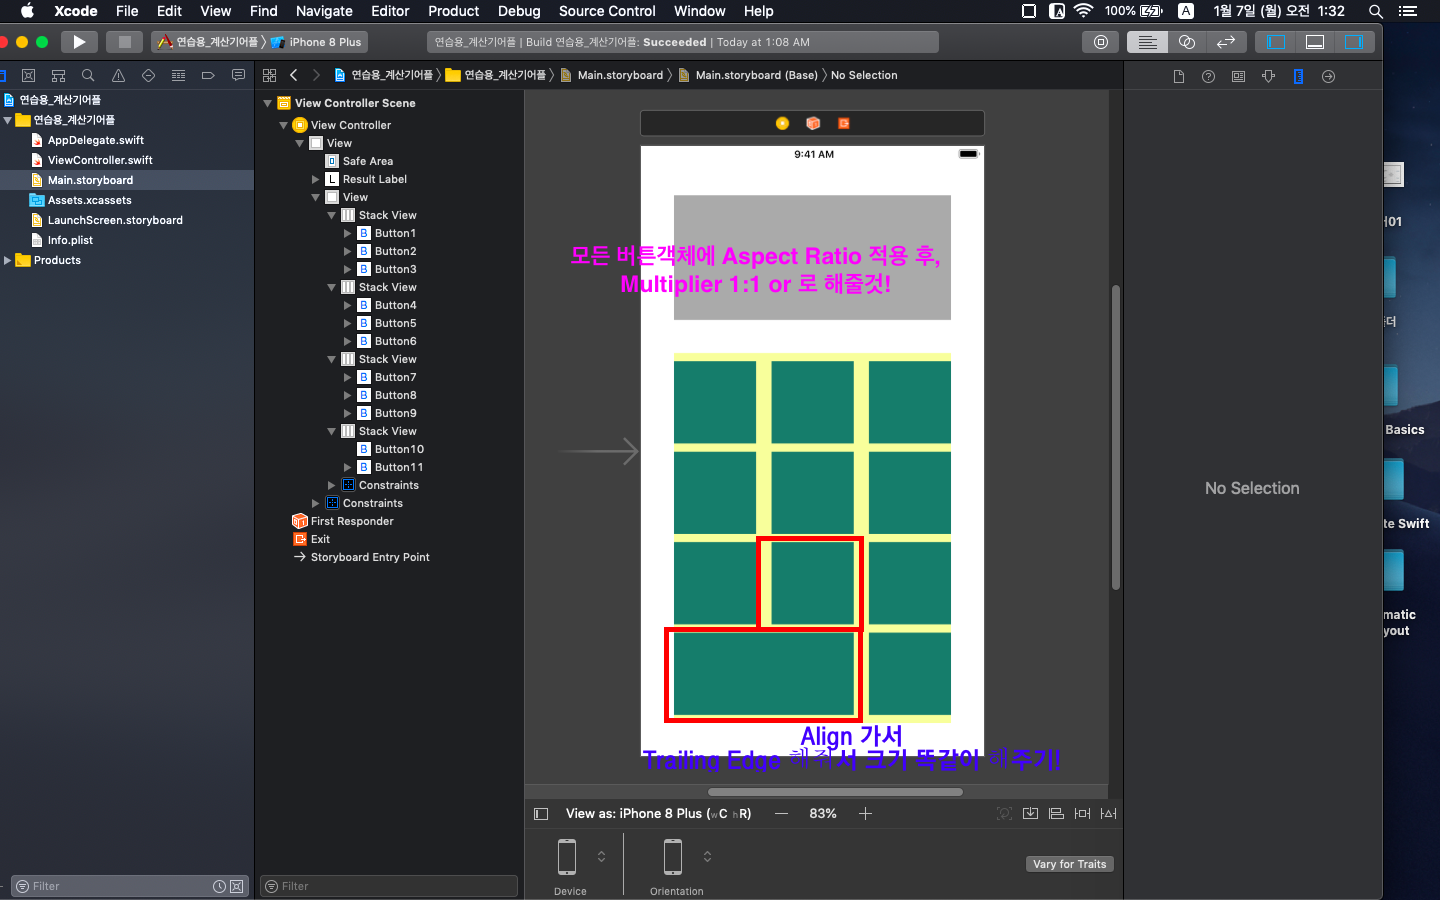 Xcode File Edit View Find Navigate Editor Product Debug Source Control Window Help
100% A 1월 7일 (월) 오전 1:32
연습용_계산기어플 iPhone 8 Plus
연습용_계산기어플 | Build 연습용_계산기어플: Succeeded | Today at 1:08 AM
연습용_계산기어플 연습용_계산기어플 Main.storyboard Main.storyboard (Base) No Selection
연습용_계산기어플
연습용_계산기어플
AppDelegate.swift
ViewController.swift
Main.storyboard
Assets.xcassets
LaunchScreen.storyboard
Info.plist
Products
Filter
View Controller Scene
View Controller
View
Safe Area
L Result Label
View
Stack View
B Button1
B Button2
B Button3
Stack View
B Button4
B Button5
B Button6
Stack View
B Button7
B Button8
B Button9
Stack View
B Button10
B Button11
Constraints
Constraints
First Responder
Exit
Storyboard Entry Point
Filter
9:41 AM
모든 버튼객체에 Aspect Ratio 적용 후,
Multiplier 1:1 or 로 해줄것!
Align 가서
Trailing Edge 해줘서 크기 똑같이 해주기!
View as: iPhone 8 Plus (wC hR) — 83% +
Device
Orientation
Vary for Traits
No Selection
01
더
Basics
te Swift
matic
yout